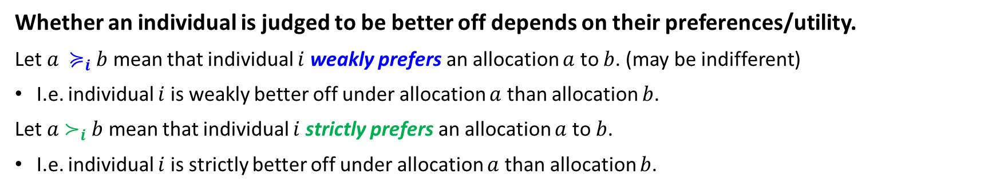 Whether an individual is judged to be better off depends on their preferences/utility.
Let a ≽ᵢ b mean that individual i weakly prefers an allocation a to b. (may be indifferent)
• I.e. individual i is weakly better off under allocation a than allocation b.
Let a ≻ᵢ b mean that individual i strictly prefers an allocation a to b.
• I.e. individual i is strictly better off under allocation a than allocation b.